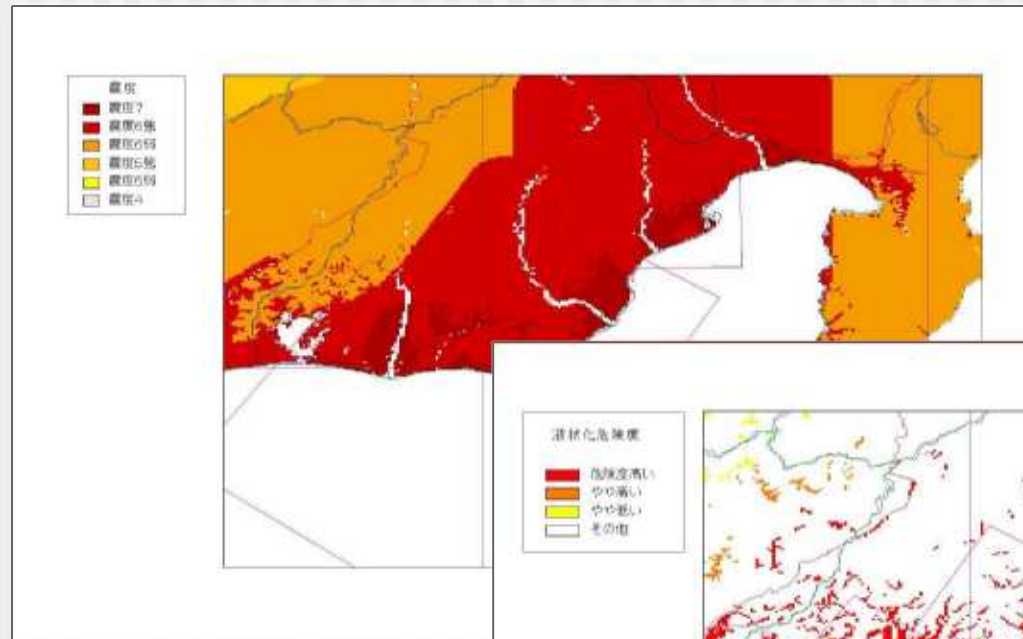 震度
震度7
震度6強
震度6弱
震度5強
震度5弱
震度4
液状化危険度
危険度高い
やや高い
やや低い
その他